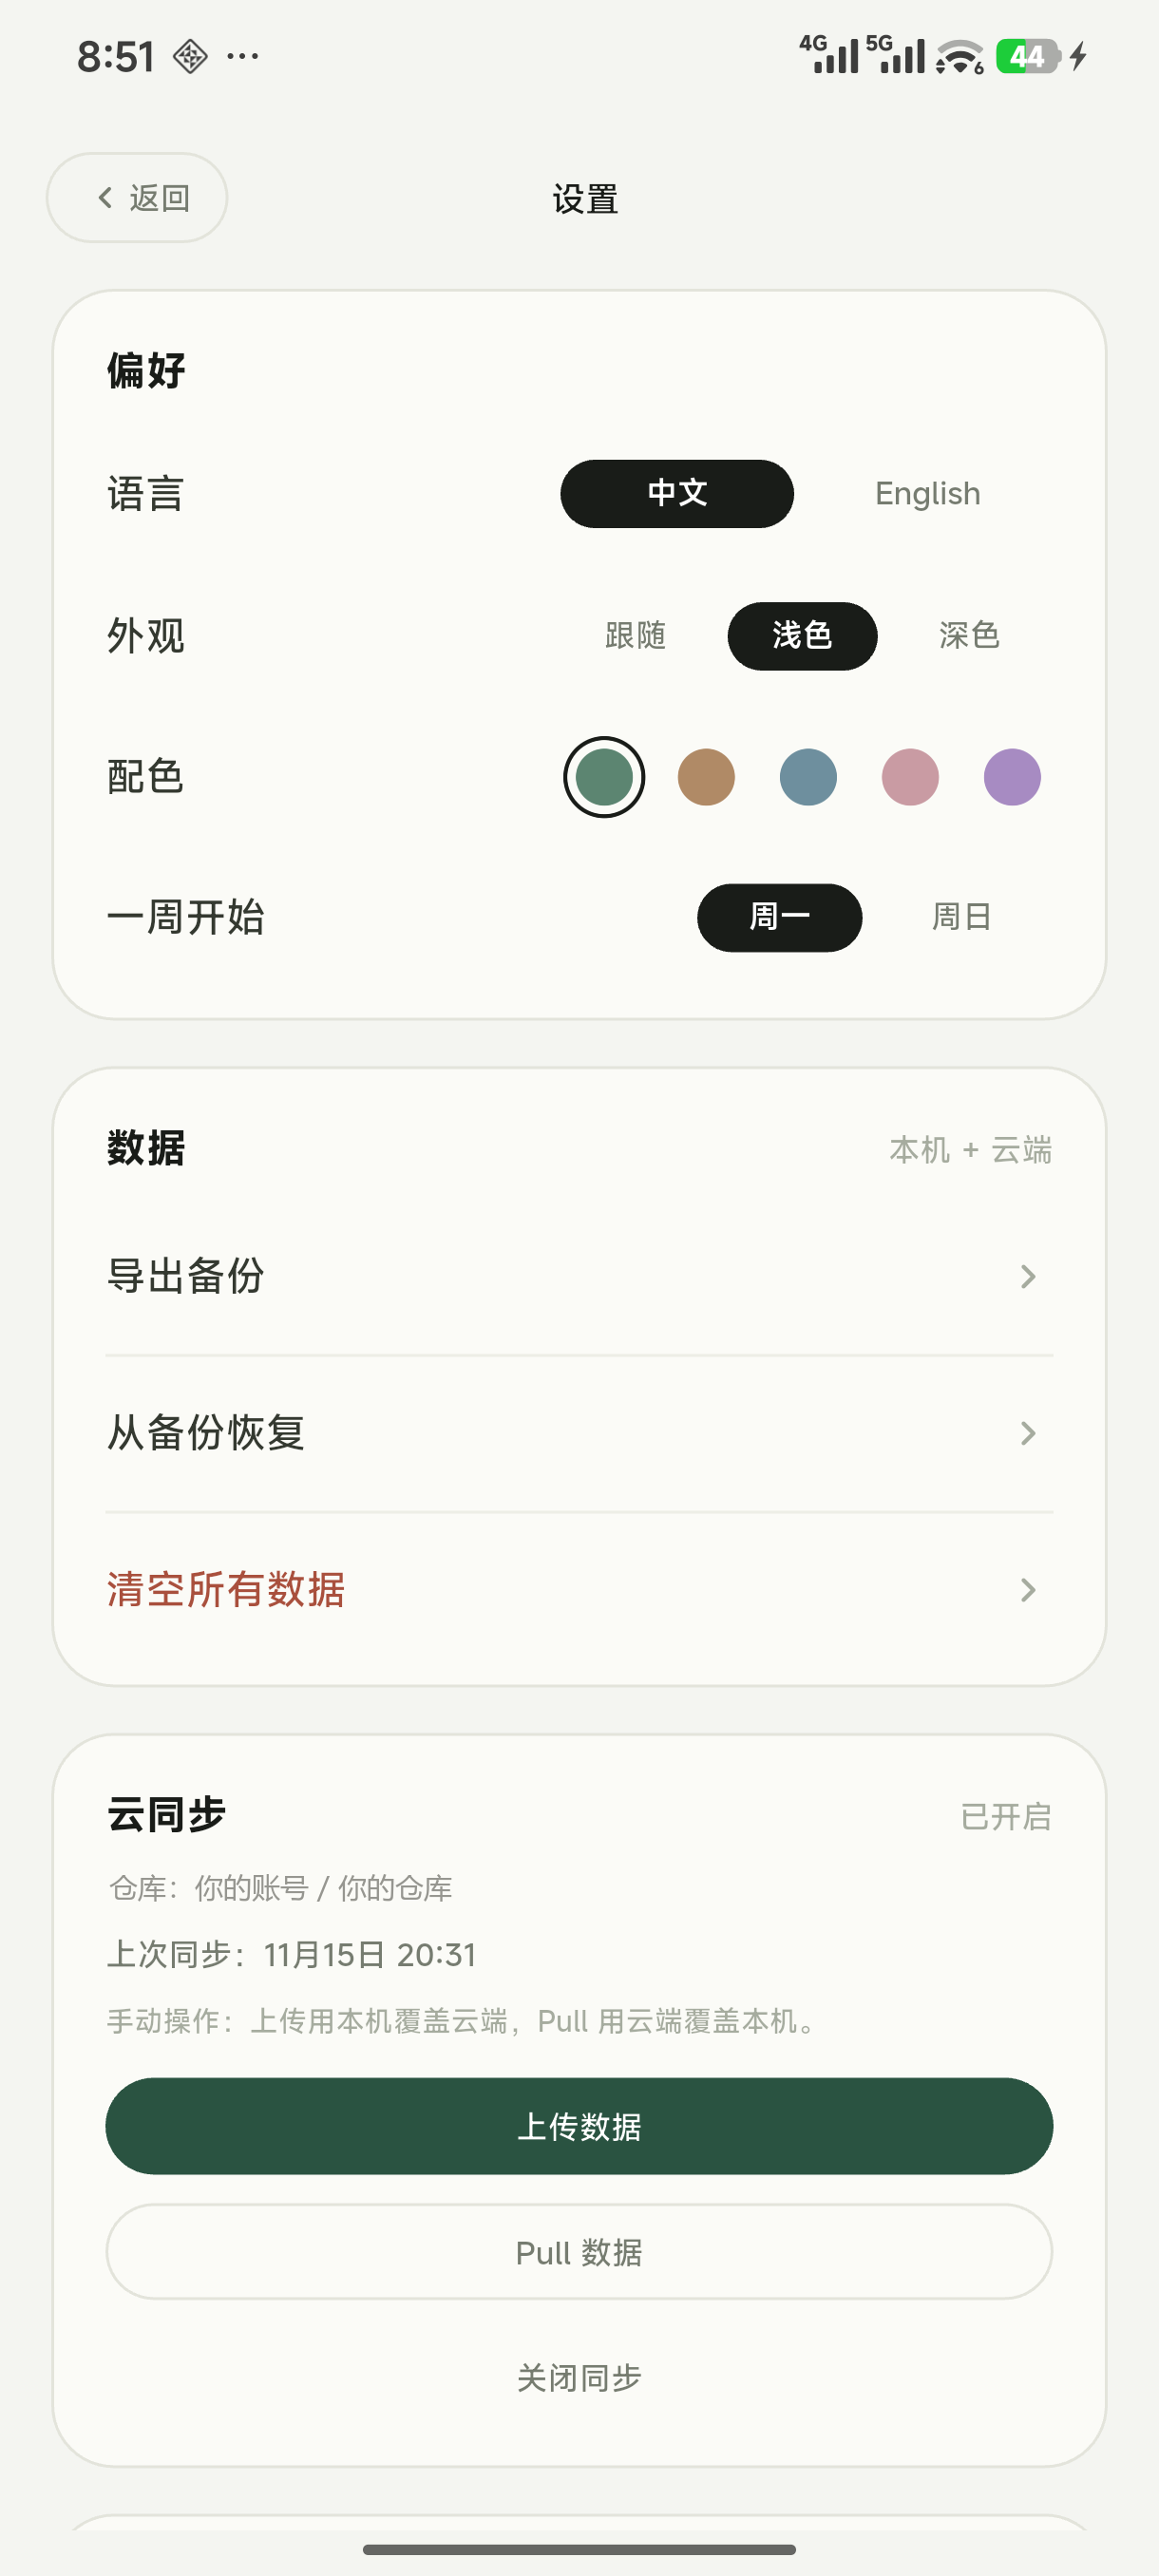 8:51 ... 4G 5G 6 44
返回
设置
偏好
语言 中文 English
外观 跟随 浅色 深色
配色
一周开始 周一 周日
数据 本机 + 云端
导出备份
从备份恢复
清空所有数据
云同步 已开启
仓库：你的账号 / 你的仓库
上次同步：11月15日 20:31
手动操作：上传用本机覆盖云端，Pull 用云端覆盖本机。
上传数据
Pull 数据
关闭同步